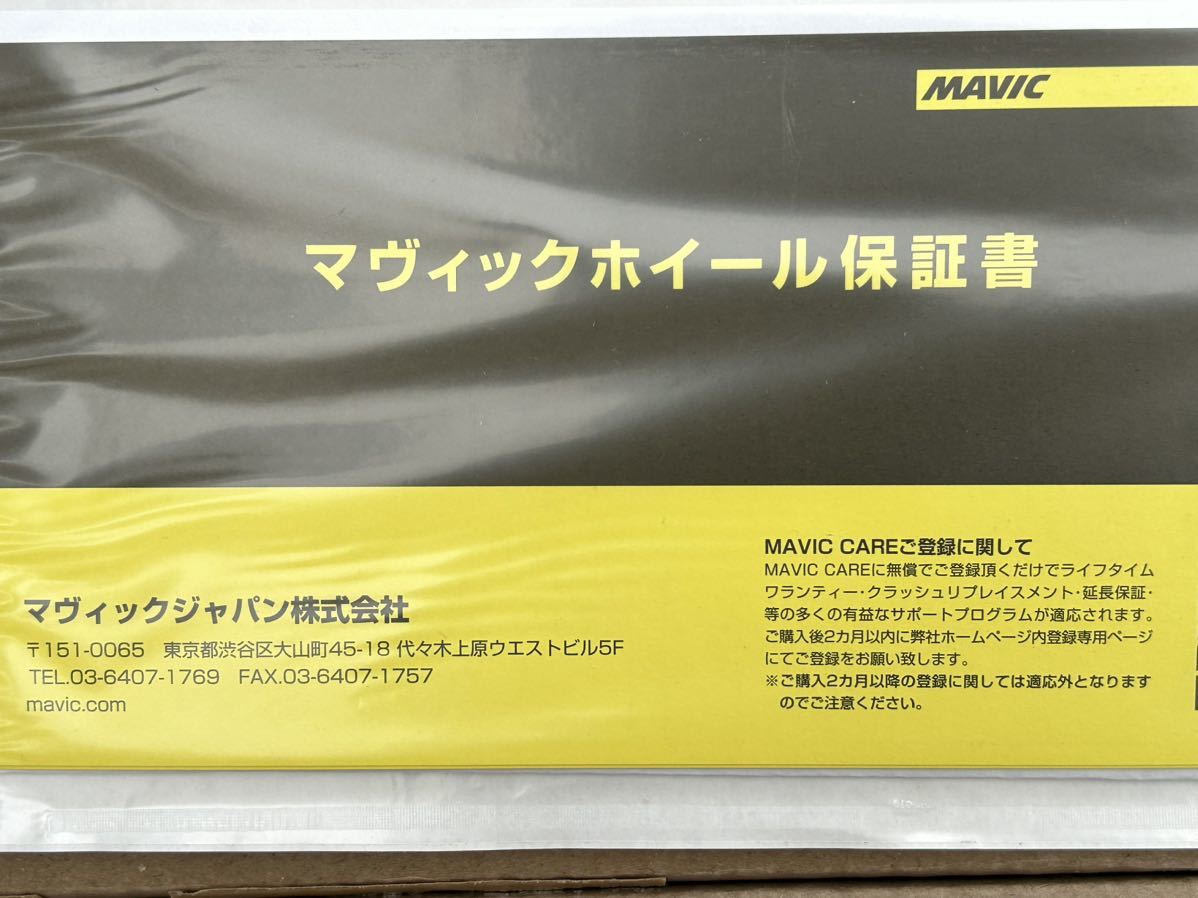 MAVIC
マヴィックホイール保証書
マヴィックジャパン株式会社
〒151-0065 東京都渋谷区大山町45-18 代々木上原ウエストビル5F
TEL.03-6407-1769 FAX.03-6407-1757
mavic.com
MAVIC CAREご登録に関して
MAVIC CAREに無償でご登録頂くだけでライフタイム
ワランティー・クラッシュリプレイスメント・延長保証・
等の多くの有益なサポートプログラムが適応されます。
ご購入後2カ月以内に弊社ホームページ内登録専用ページ
にてご登録をお願い致します。
※ご購入2カ月以降の登録に関しては適応外となります
のでご注意ください。